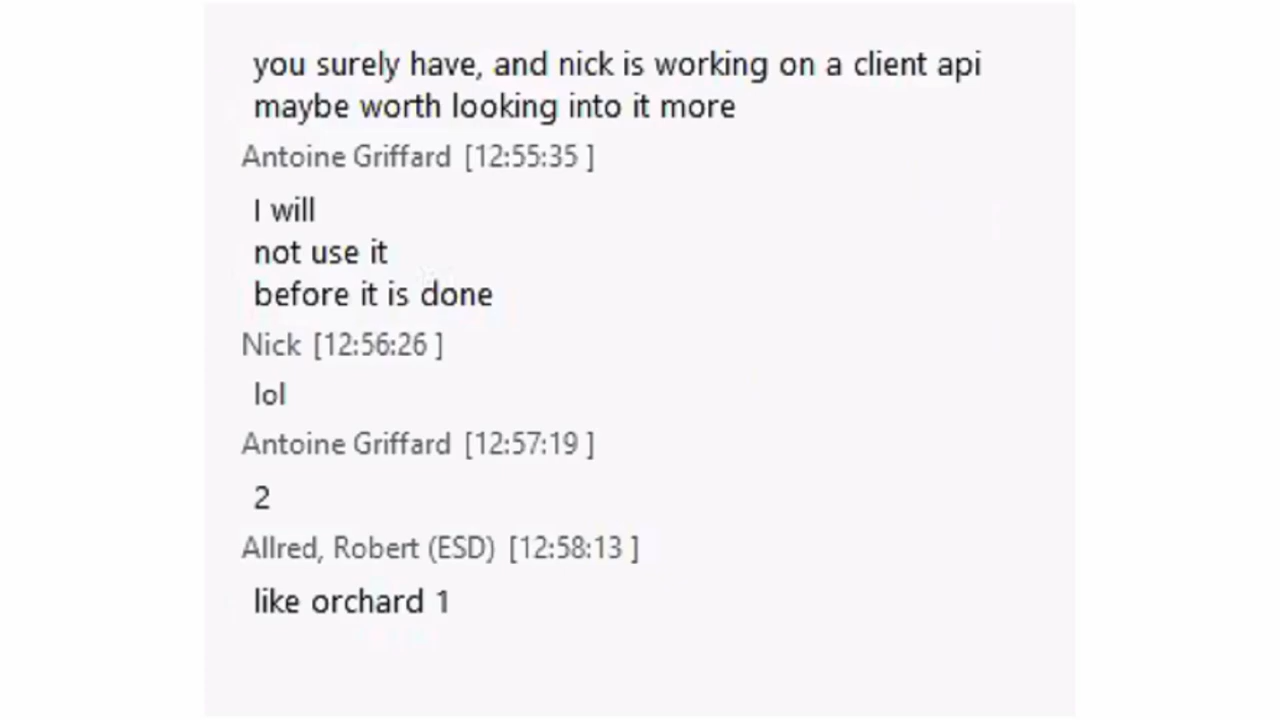 you surely have, and nick is working on a client api
maybe worth looking into it more
Antoine Griffard [12:55:35 ]
I will
not use it
before it is done
Nick [12:56:26 ]
lol
Antoine Griffard [12:57:19 ]
2
Allred, Robert (ESD) [12:58:13 ]
like orchard 1